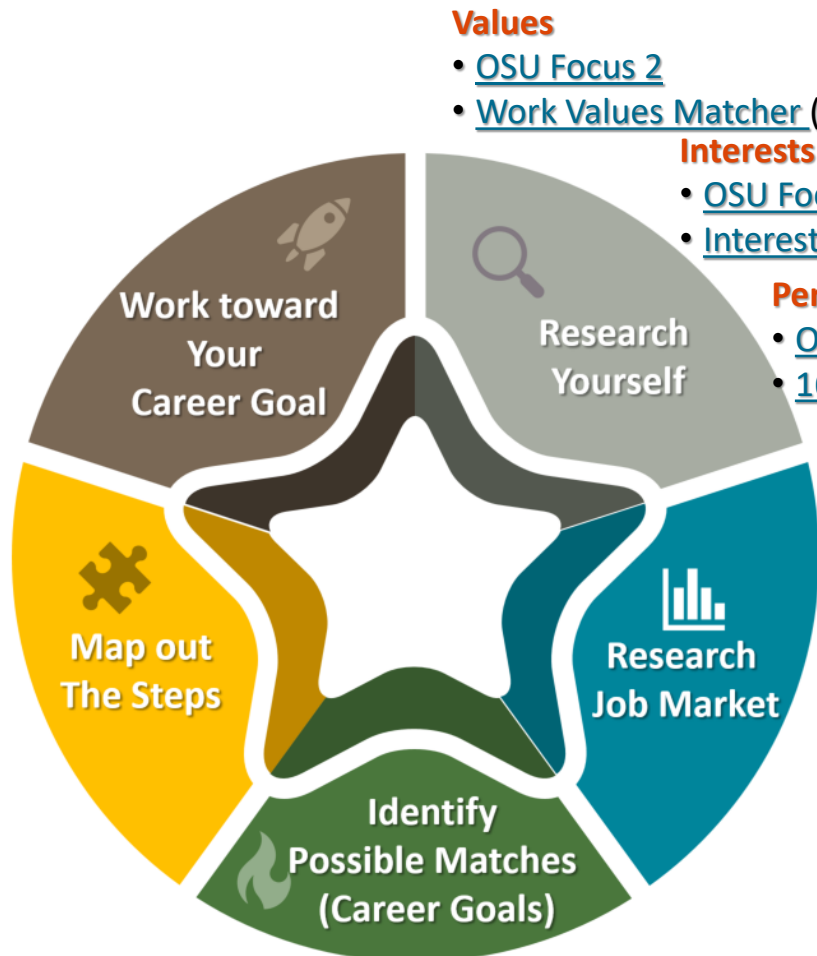 Values
• OSU Focus 2
• Work Values Matcher (
Interests
• OSU Fo
• Interest
Per
• O
• 16
Work toward
Your
Career Goal
Research
Yourself
Map out
The Steps
Research
Job Market
Identify
Possible Matches
(Career Goals)